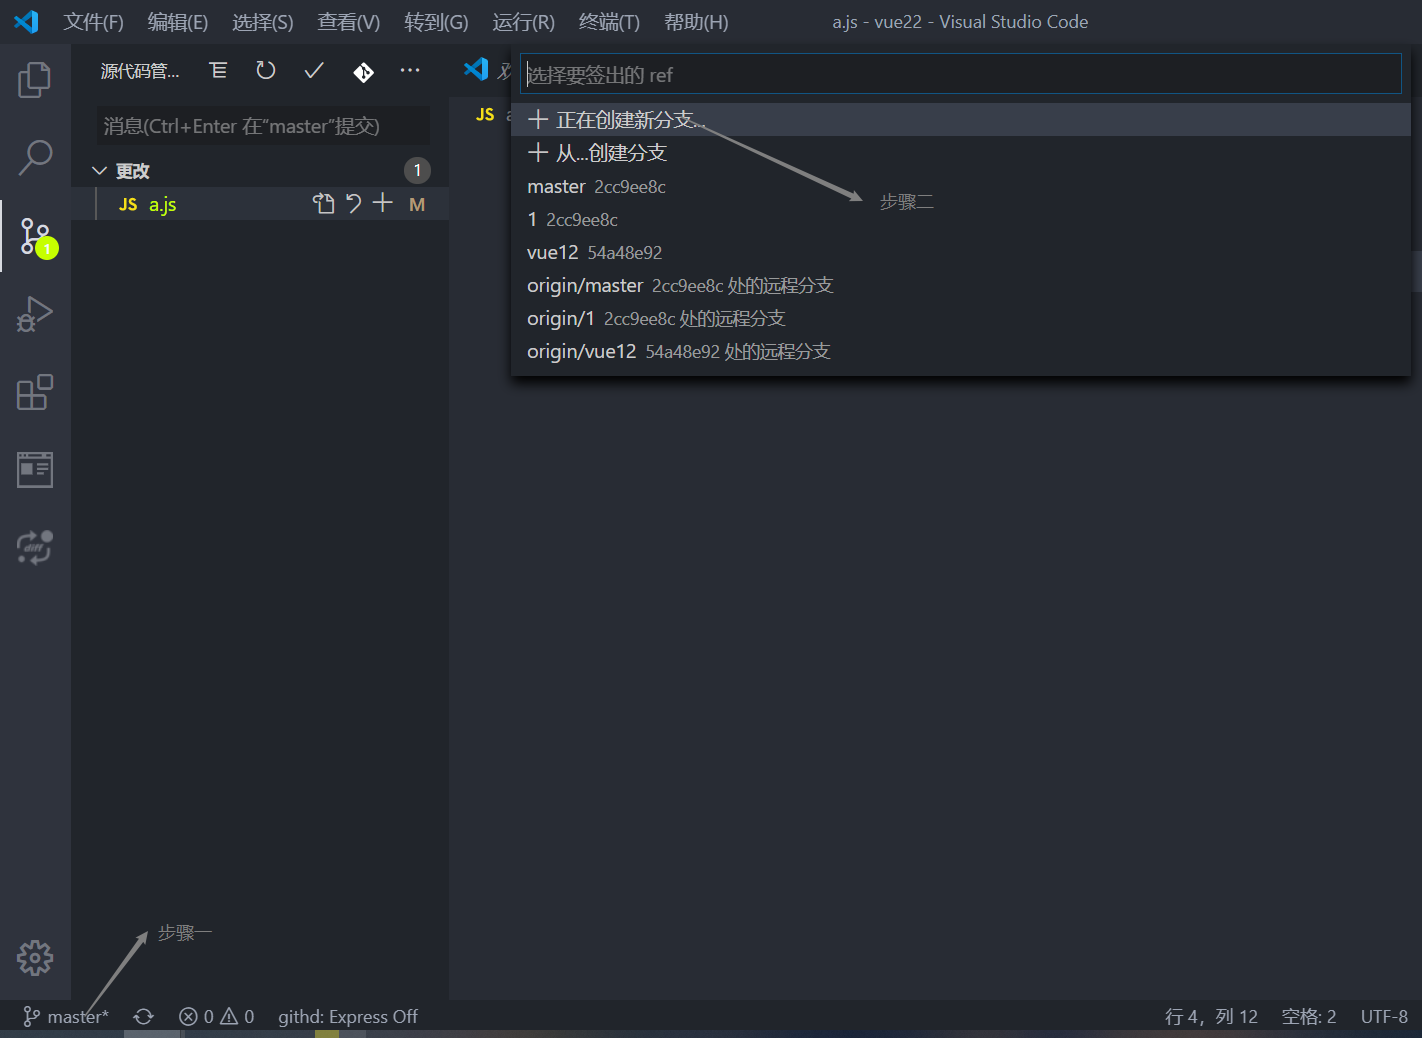 文件(F) 编辑(E) 选择(S) 查看(V) 转到(G) 运行(R) 终端(T) 帮助(H) a.js - vue22 - Visual Studio Code
源代码管...
选择要签出的 ref
消息(Ctrl+Enter 在“master”提交)
更改 1
JS a.js M
1
JS
正在创建新分支...
从...创建分支
master 2cc9ee8c
1 2cc9ee8c
vue12 54a48e92
origin/master 2cc9ee8c 处的远程分支
origin/1 2cc9ee8c 处的远程分支
origin/vue12 54a48e92 处的远程分支
步骤二
diff
步骤一
master* 0 0 githd: Express Off 行 4，列 12 空格: 2 UTF-8